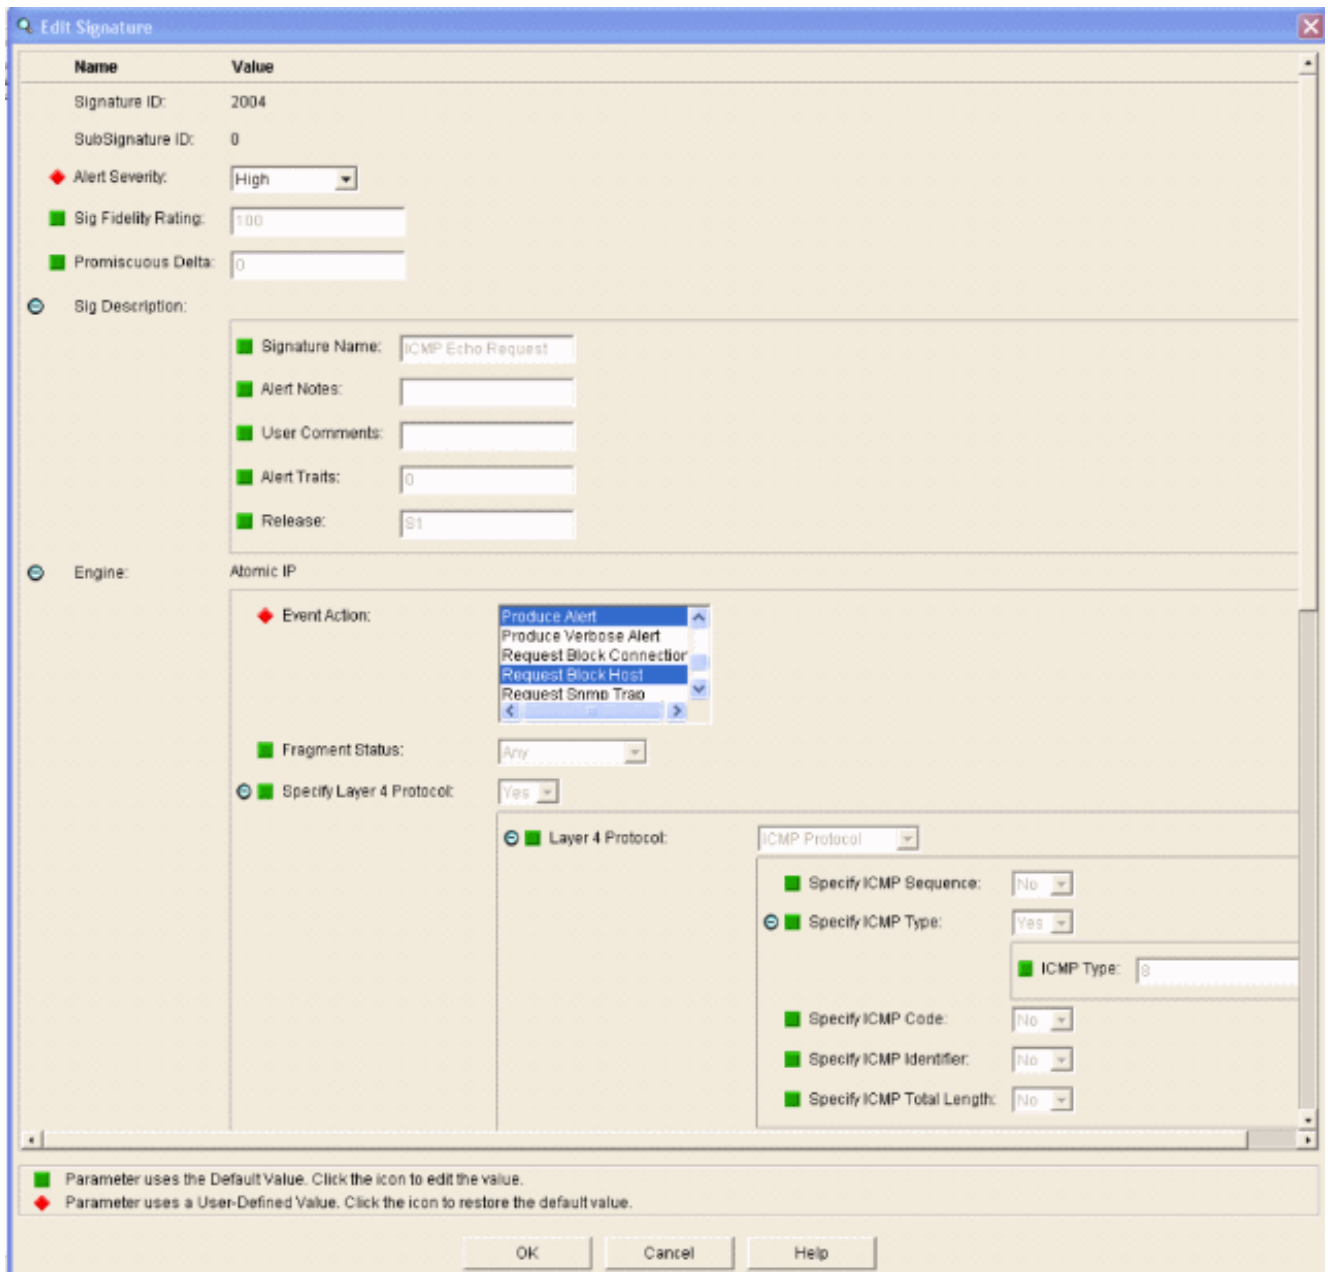 Edit Signature
Name Value
Signature ID: 2004
SubSignature ID: 0
Alert Severity: High
Sig Fidelity Rating: 100
Promiscuous Delta: 0
Sig Description:
Signature Name: ICMP Echo Request
Alert Notes:
User Comments:
Alert Traits: 0
Release: S1
Engine: Atomic IP
Event Action: Produce Alert
Produce Verbose Alert
Request Block Connection
Request Block Host
Request Snmp Trap
Fragment Status: Any
Specify Layer 4 Protocol: Yes
Layer 4 Protocol: ICMP Protocol
Specify ICMP Sequence: No
Specify ICMP Type: Yes
ICMP Type: 8
Specify ICMP Code: No
Specify ICMP Identifier: No
Specify ICMP Total Length: No
Parameter uses the Default Value. Click the icon to edit the value.
Parameter uses a User-Defined Value. Click the icon to restore the default value.
OK Cancel Help